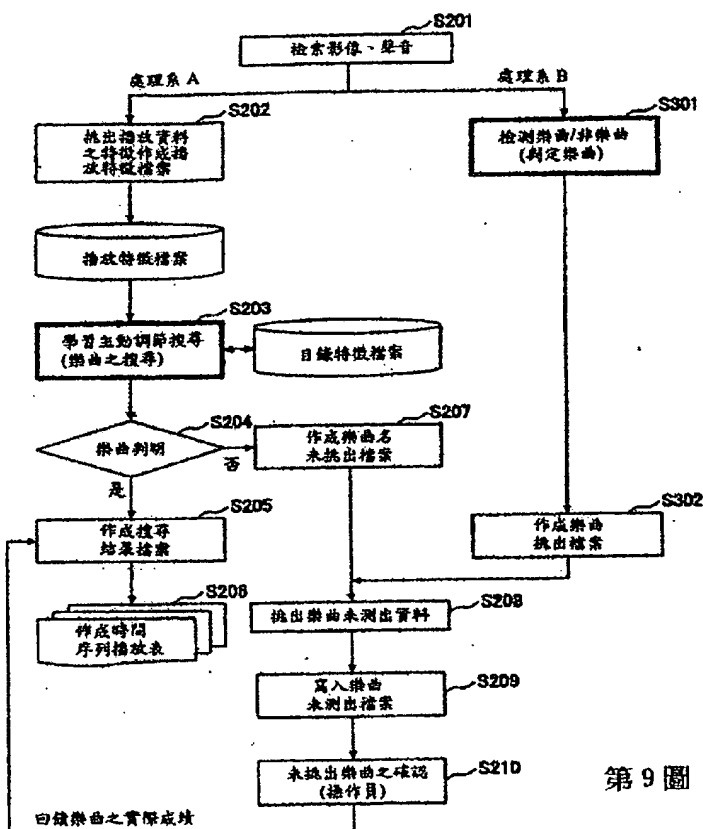 S201
檢索影像、聲音
處理系 A
處理系 B
S202
挑出播放資料
之特徵作成播
放特徵檔案
S301
檢測樂曲/非樂曲
(判定樂曲)
播放特徵檔案
S203
學習主動調節搜尋
(樂曲之搜尋)
目錄特徵檔案
S204
樂曲判明
否
是
S207
作成樂曲名
未挑出檔案
S205
作成搜尋
結果檔案
S302
作成樂曲
挑出檔案
S206
作成時間
序列播放表
S208
挑出樂曲未測出資料
S209
寫入樂曲
未測出檔案
S210
未挑出樂曲之確認
(操作員)
第9圖
回饋樂曲之實際成績